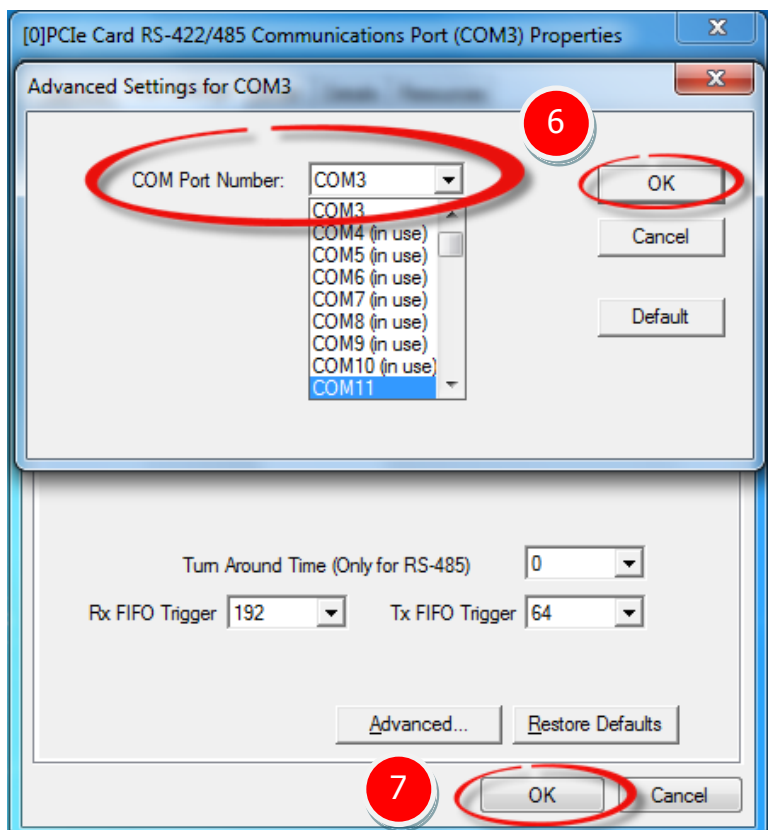 [0]PCIe Card RS-422/485 Communications Port (COM3) Properties
Advanced Settings for COM3
Details Resources
6
COM Port Number: COM3
OK
COM3
COM4 (in use)
COM5 (in use)
COM6 (in use)
COM7 (in use)
COM8 (in use)
COM9 (in use)
COM10 (in use)
COM11
Cancel
Default
Turn Around Time (Only for RS-485) 0
Rx FIFO Trigger 192 Tx FIFO Trigger 64
Advanced... Restore Defaults
7
OK Cancel